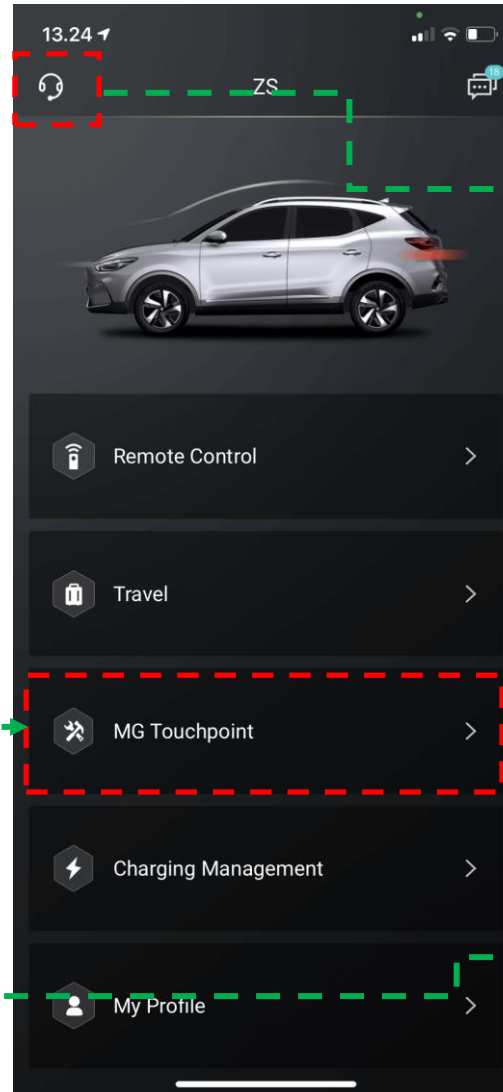 13.24
ZS
18
Remote Control
Travel
MG Touchpoint
Charging Management
My Profile